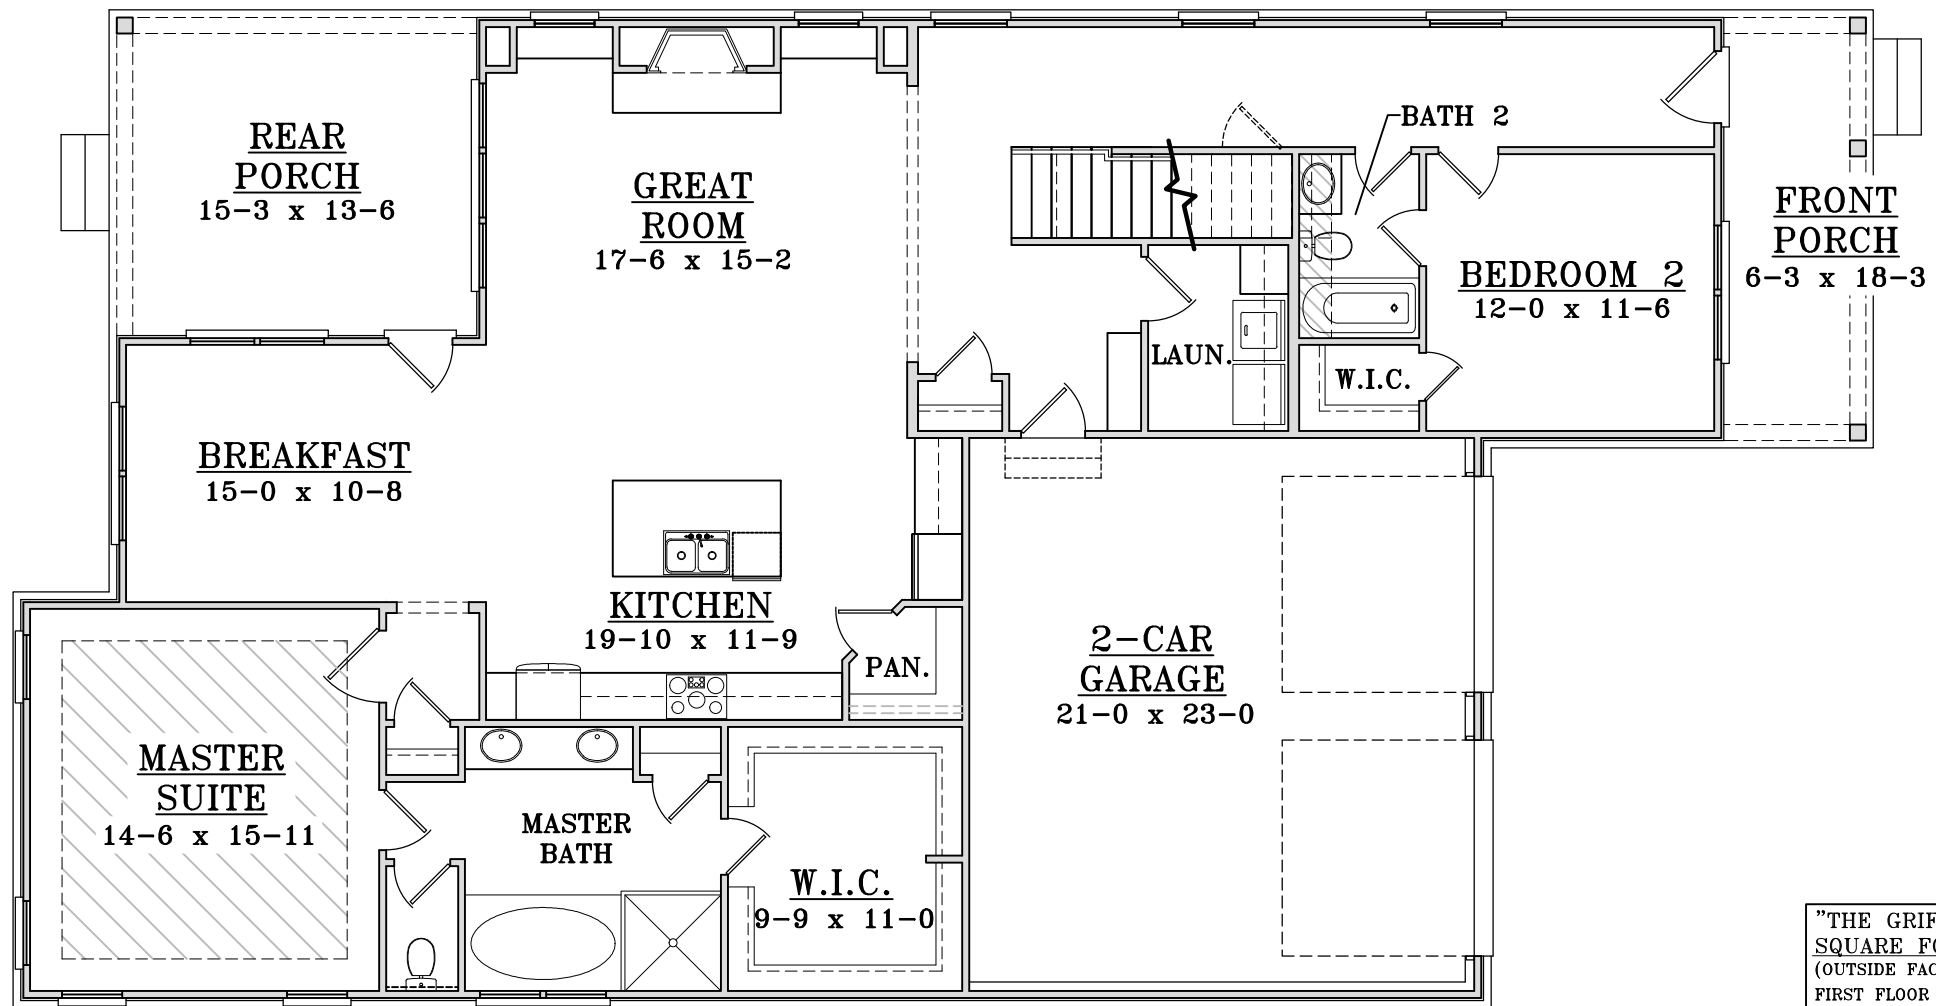 REAR
PORCH
15-3 x 13-6
GREAT
ROOM
17-6 x 15-2
BATH 2
FRONT
PORCH
6-3 x 18-3
BEDROOM 2
12-0 x 11-6
LAUN.
W.I.C.
BREAKFAST
15-0 x 10-8
KITCHEN
19-10 x 11-9
PAN.
2-CAR
GARAGE
21-0 x 23-0
MASTER
SUITE
14-6 x 15-11
MASTER
BATH
W.I.C.
9-9 x 11-0
"THE
SQUARE
(OUTSIDE
FIRST FLOOR